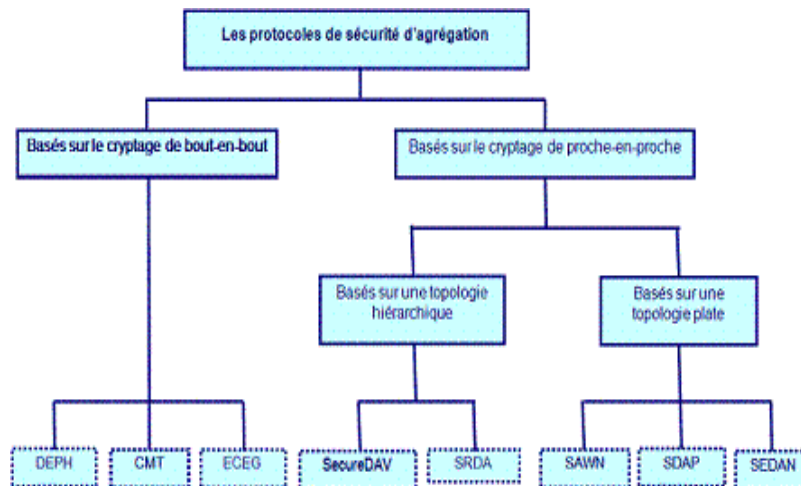 Les protocoles de sécurité d'agrégation
Basés sur le cryptage de bout-en-bout
Basés sur le cryptage de proche-en-proche
Basés sur une topologie
hiérarchique
Basés sur une
topologie plate
DEPH
CMT
ECEG
SecureDAV
SRDA
SAWN
SDAP
SEDAN